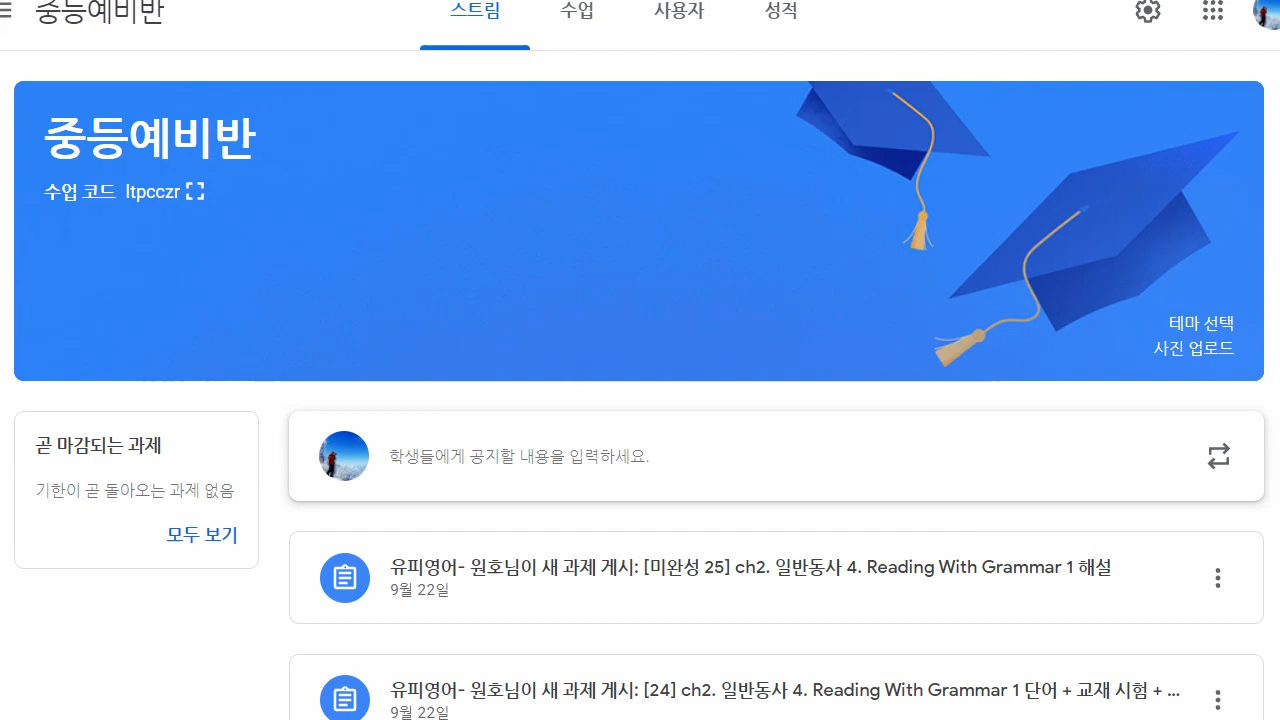 중등예비반
스트림 수업 사용자 성적
중등예비반
수업 코드 ltpcczr
테마 선택
사진 업로드
곧 마감되는 과제
기한이 곧 돌아오는 과제 없음
모두 보기
학생들에게 공지할 내용을 입력하세요.
유피영어- 원호님이 새 과제 게시: [미완성 25] ch2. 일반동사 4. Reading With Grammar 1 해설
9월 22일
유피영어- 원호님이 새 과제 게시: [24] ch2. 일반동사 4. Reading With Grammar 1 단어 + 교재 시험 + ...
9월 22일